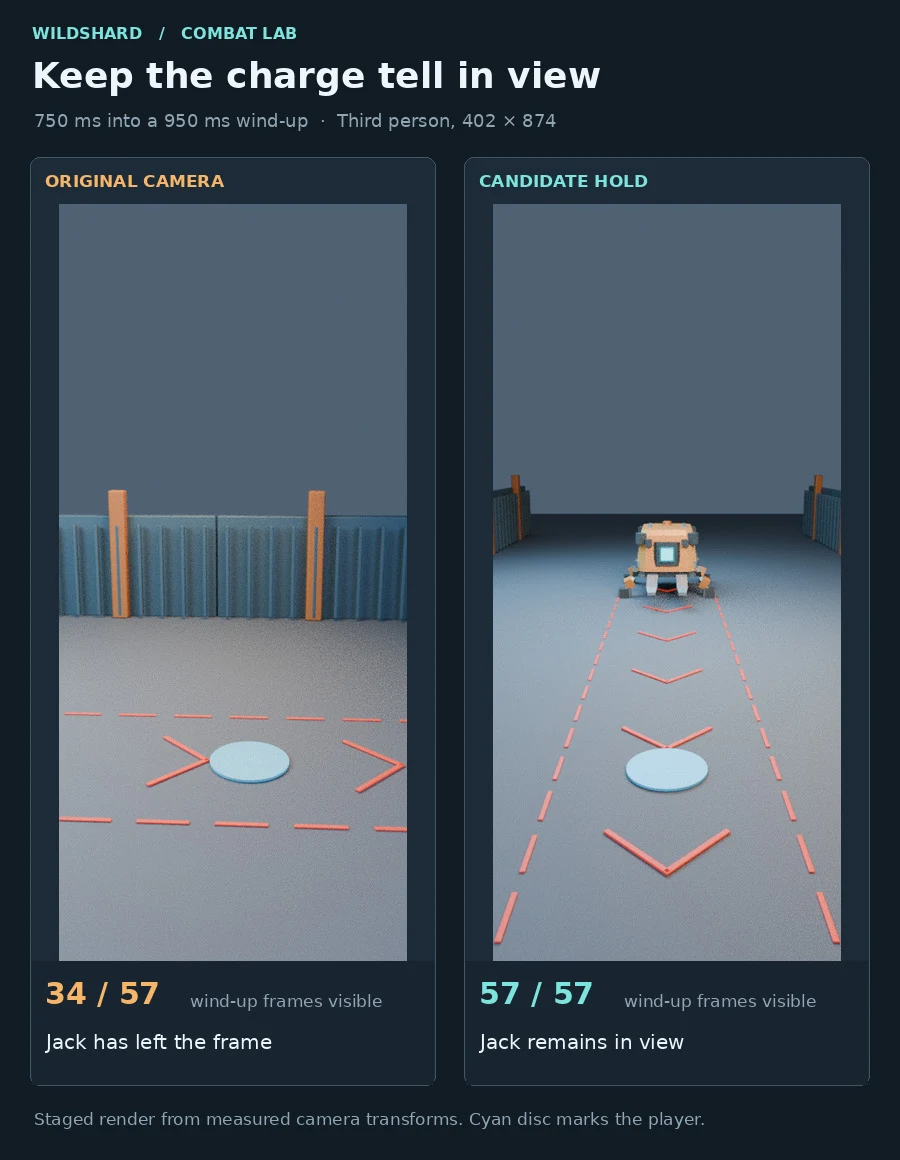 WILDSHARD / COMBAT LAB
Keep the charge tell in view
750 ms into a 950 ms wind-up · Third person, 402 × 874
ORIGINAL CAMERA
34 / 57 wind-up frames visible
Jack has left the frame
CANDIDATE HOLD
57 / 57 wind-up frames visible
Jack remains in view
Staged render from measured camera transforms. Cyan disc marks the player.